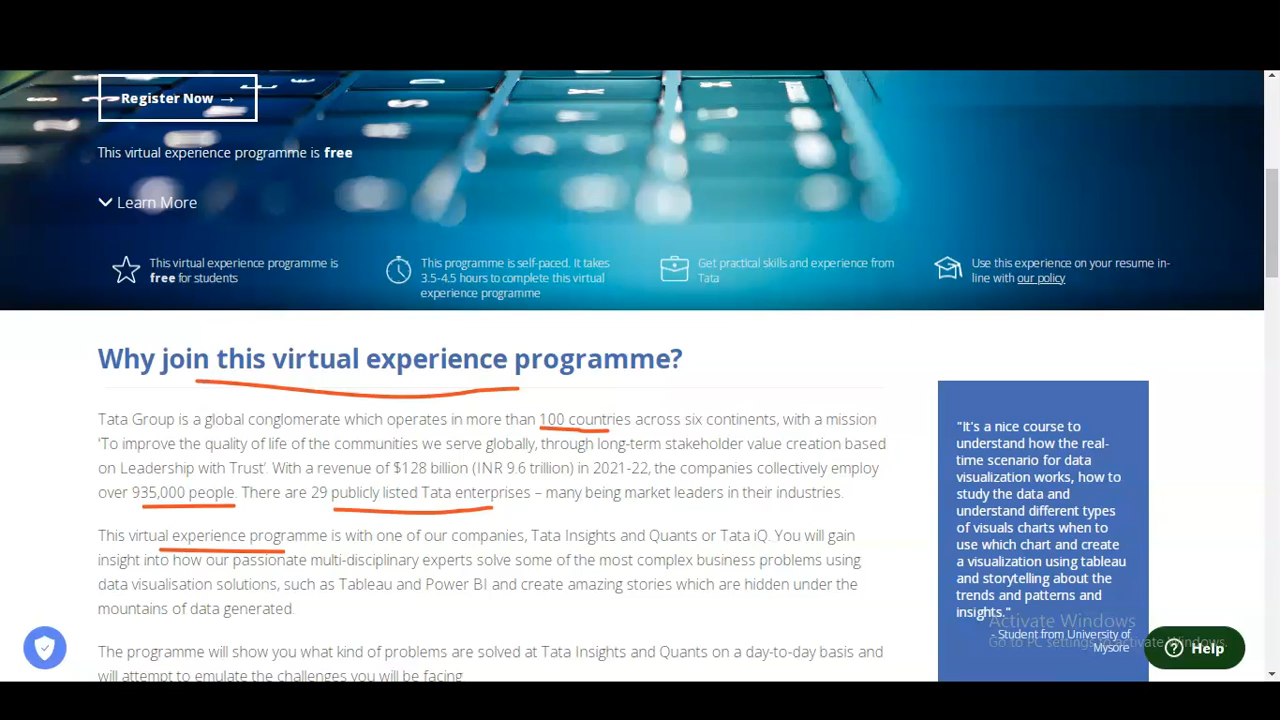 Register Now →
This virtual experience programme is free
Learn More
This virtual experience programme is
free for students
This programme is self-paced. It takes
3.5-4.5 hours to complete this virtual
experience programme
Get practical skills and experience from
Tata
Use this experience on your resume in-
line with our policy
Why join this virtual experience programme?
Tata Group is a global conglomerate which operates in more than 100 countries across six continents, with a mission
'To improve the quality of life of the communities we serve globally, through long-term stakeholder value creation based
on Leadership with Trust'. With a revenue of $128 billion (INR 9.6 trillion) in 2021-22, the companies collectively employ
over 935,000 people. There are 29 publicly listed Tata enterprises – many being market leaders in their industries.
This virtual experience programme is with one of our companies, Tata Insights and Quants or Tata iQ. You will gain
insight into how our passionate multi-disciplinary experts solve some of the most complex business problems using
data visualisation solutions, such as Tableau and Power BI and create amazing stories which are hidden under the
mountains of data generated.
The programme will show you what kind of problems are solved at Tata Insights and Quants on a day-to-day basis and
will attempt to emulate the challenges you will be facing
"It's a nice course to
understand how the real-
time scenario for data
visualization works, how to
study the data and
understand different types
of visuals charts when to
use which chart and create
a visualization using tableau
and storytelling about the
trends and patterns and
insights."
- Student from University of
Mysore
Activate Windows
Go to PC settings to activate Windows.
Help